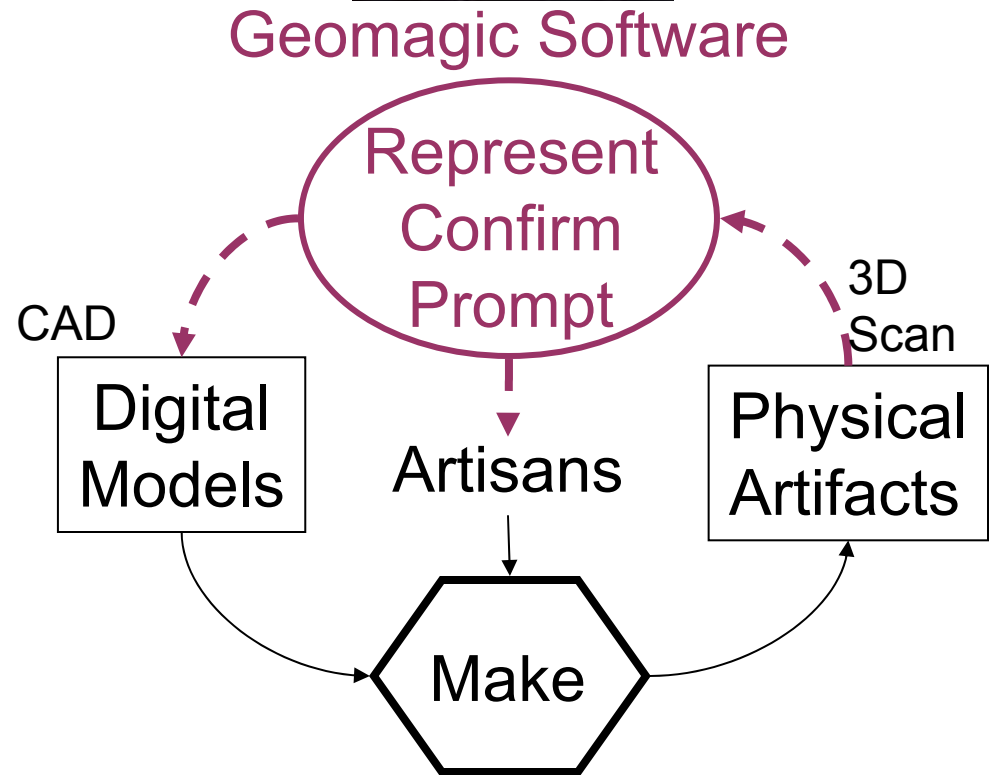 Geomagic Software
Represent
Confirm
Prompt
CAD
3D
Scan
Digital
Models
Artisans
Physical
Artifacts
Make